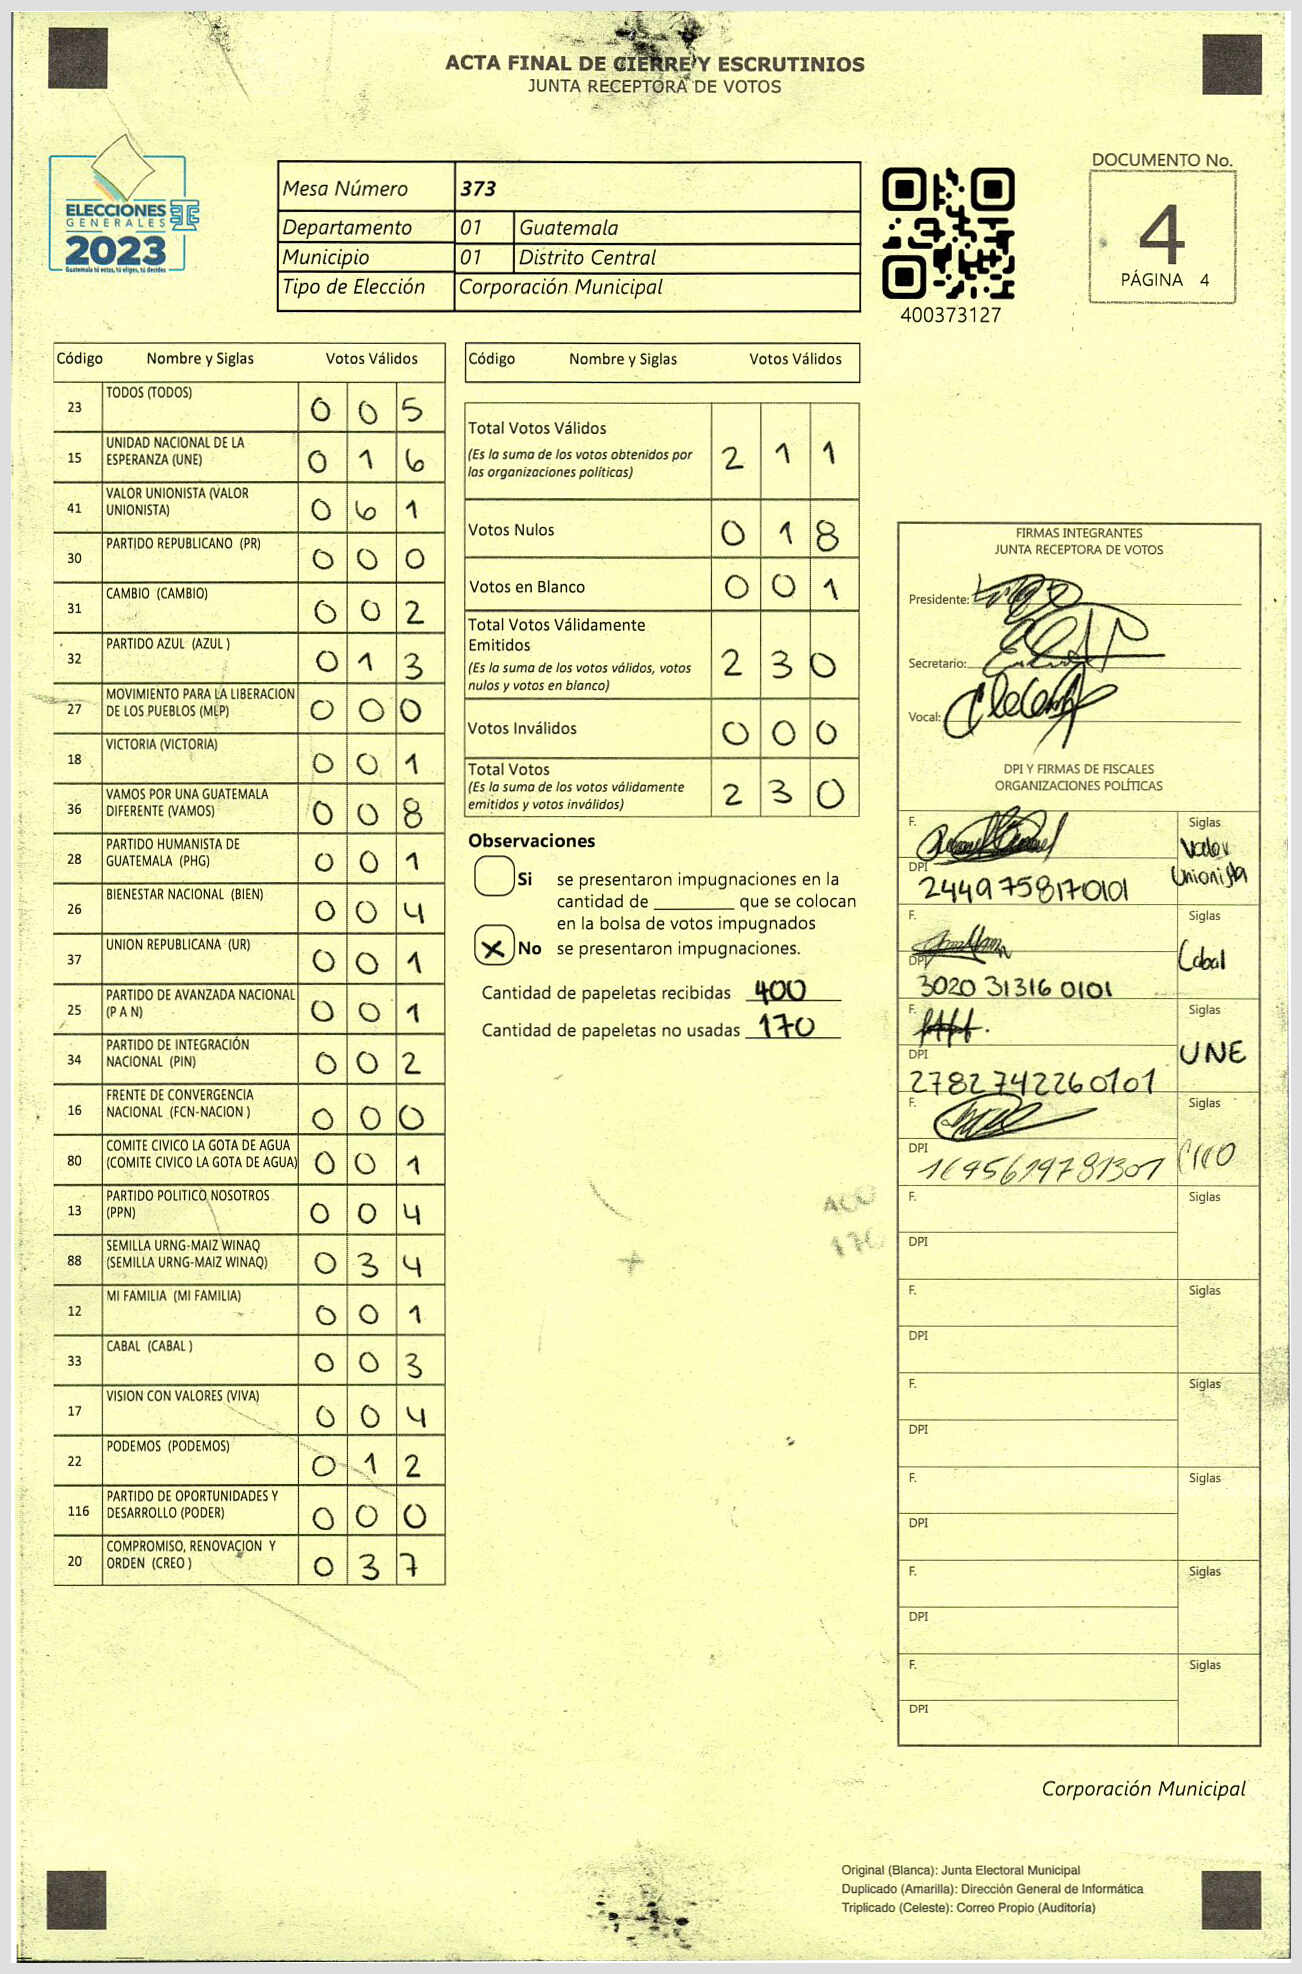 ACTA FINAL DE CIERRE Y ESCRUTINIOS
JUNTA RECEPTORA DE VOTOS
ELECCIONES
GENERALES
2023
Guatemala tú votas, tú eliges, tú decides
Mesa Número 373
Departamento 01 Guatemala
Municipio 01 Distrito Central
Tipo de Elección Corporación Municipal
400373127
DOCUMENTO No.
4
PÁGINA 4
Código Nombre y Siglas Votos Válidos
23 TODOS (TODOS) 0 0 5
15 UNIDAD NACIONAL DE LA
ESPERANZA (UNE) 0 1 6
41 VALOR UNIONISTA (VALOR
UNIONISTA) 0 6 1
30 PARTIDO REPUBLICANO (PR) 0 0 0
31 CAMBIO (CAMBIO) 0 0 2
32 PARTIDO AZUL (AZUL ) 0 1 3
27 MOVIMIENTO PARA LA LIBERACION
DE LOS PUEBLOS (MLP) 0 0 0
18 VICTORIA (VICTORIA) 0 0 1
36 VAMOS POR UNA GUATEMALA
DIFERENTE (VAMOS) 0 0 8
28 PARTIDO HUMANISTA DE
GUATEMALA (PHG) 0 0 1
26 BIENESTAR NACIONAL (BIEN) 0 0 4
37 UNION REPUBLICANA (UR) 0 0 1
25 PARTIDO DE AVANZADA NACIONAL
(P A N) 0 0 1
34 PARTIDO DE INTEGRACIÓN
NACIONAL (PIN) 0 0 2
16 FRENTE DE CONVERGENCIA
NACIONAL (FCN-NACION ) 0 0 0
80 COMITE CIVICO LA GOTA DE AGUA
(COMITE CIVICO LA GOTA DE AGUA) 0 0 1
13 PARTIDO POLITICO NOSOTROS
(PPN) 0 0 4
88 SEMILLA URNG-MAIZ WINAQ
(SEMILLA URNG-MAIZ WINAQ) 0 3 4
12 MI FAMILIA (MI FAMILIA) 0 0 1
33 CABAL (CABAL ) 0 0 3
17 VISION CON VALORES (VIVA) 0 0 4
22 PODEMOS (PODEMOS) 0 1 2
116 PARTIDO DE OPORTUNIDADES Y
DESARROLLO (PODER) 0 0 0
20 COMPROMISO, RENOVACION Y
ORDEN (CREO ) 0 3 7
Código Nombre y Siglas Votos Válidos
Total Votos Válidos
(Es la suma de los votos obtenidos por
las organizaciones políticas) 2 1 1
Votos Nulos 0 1 8
Votos en Blanco 0 0 1
Total Votos Válidamente
Emitidos
(Es la suma de los votos válidos, votos
nulos y votos en blanco) 2 3 0
Votos Inválidos 0 0 0
Total Votos
(Es la suma de los votos válidamente
emitidos y votos inválidos) 2 3 0
Observaciones
Si se presentaron impugnaciones en la
cantidad de ________ que se colocan
en la bolsa de votos impugnados
X No se presentaron impugnaciones.
Cantidad de papeletas recibidas 400
Cantidad de papeletas no usadas 170
400
170
FIRMAS INTEGRANTES
JUNTA RECEPTORA DE VOTOS
Presidente:
Secretario:
Vocal:
DPI Y FIRMAS DE FISCALES
ORGANIZACIONES POLÍTICAS
F. Siglas
Valor
Unionista
DPI
2449758170101
F. Siglas
Cabal
DPI
3020 31316 0101
F. Siglas
UNE
DPI
2782742260101
F. Siglas
DPI
F. Siglas
DPI
F. Siglas
DPI
F. Siglas
DPI
F. Siglas
DPI
F. Siglas
DPI
F. Siglas
DPI
Corporación Municipal
Original (Blanca): Junta Electoral Municipal
Duplicado (Amarilla): Dirección General de Informática
Triplicado (Celeste): Correo Propio (Auditoría)